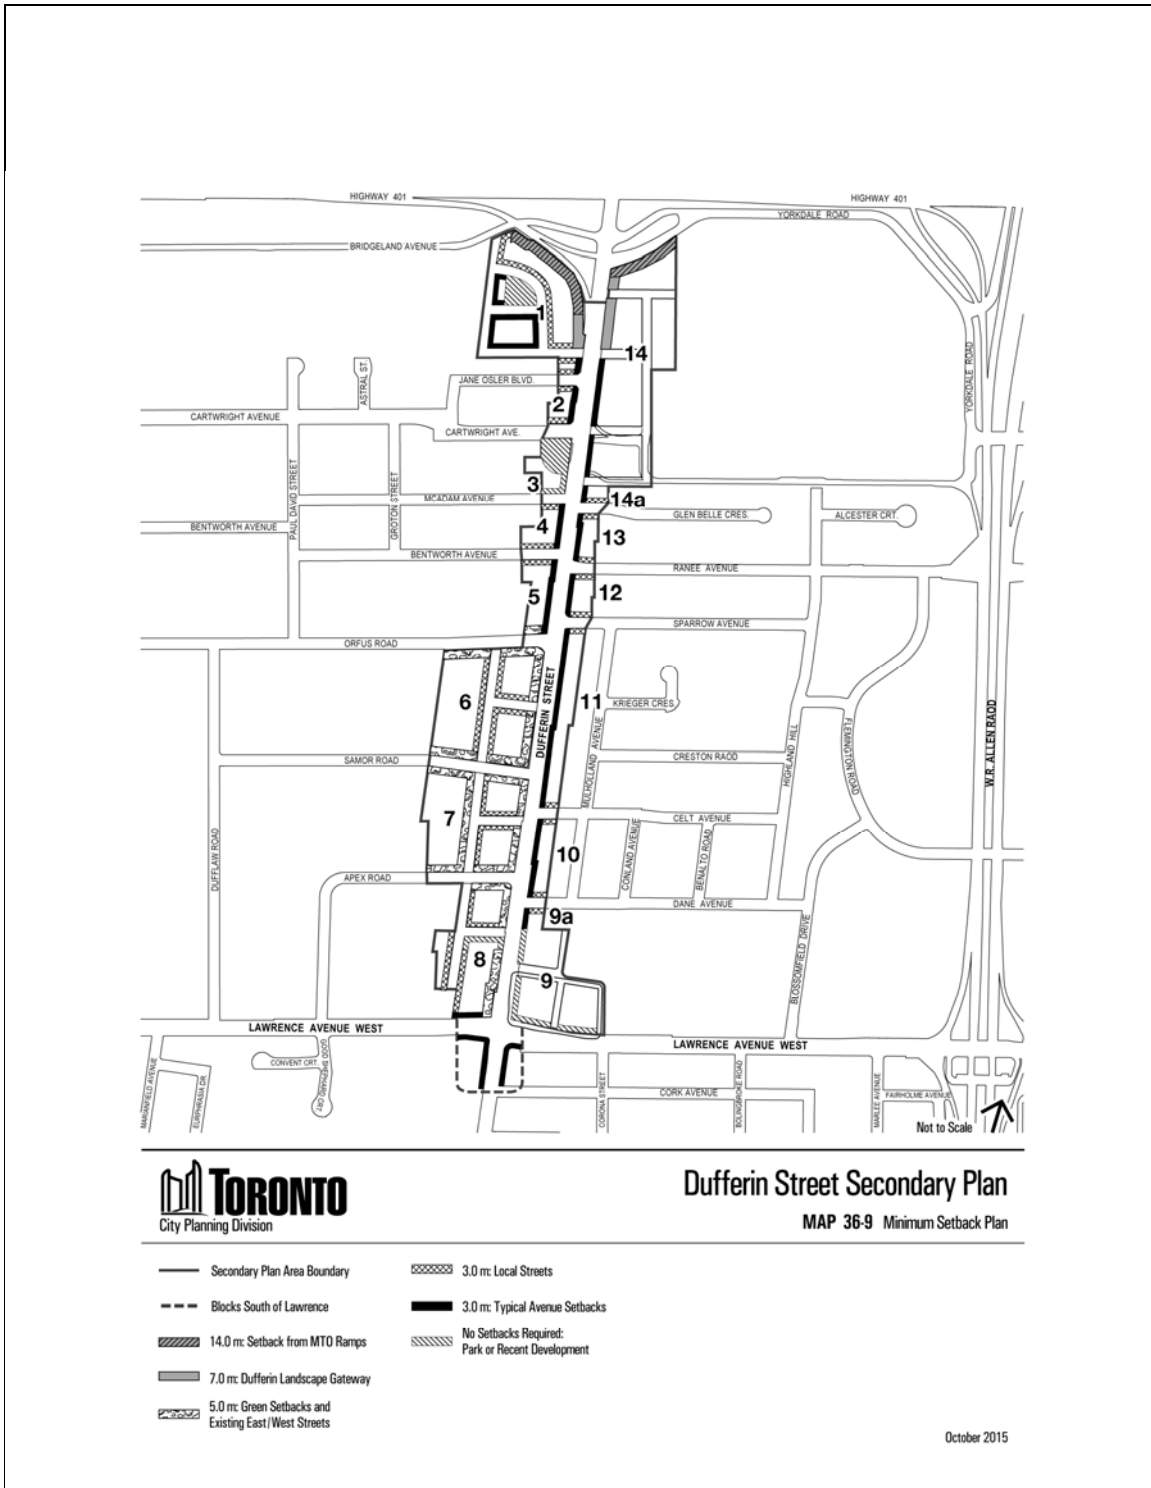 HIGHWAY 401
HIGHWAY 401
YORKDALE ROAD
BRIDGELAND AVENUE
1
14
YORKDALE ROAD
ASTRAL ST.
JANE OSLER BLVD.
2
CARTWRIGHT AVENUE
CARTWRIGHT AVE.
PAUL DAVID STREET
GROTON STREET
3
MCADAM AVENUE
14a
GLEN BELLE CRES.
ALCESTER CRT.
BENTWORTH AVENUE
4
13
BENTWORTH AVENUE
RANEE AVENUE
5
12
SPARROW AVENUE
ORFUS ROAD
DUFFERIN STREET
6
11
KRIEGER CRES.
MULHOLLAND AVENUE
HIGHLAND HILL
FLEMINGTON ROAD
W.R. ALLEN RAOD
SAMOR ROAD
CRESTON RAOD
7
CELT AVENUE
DUFFLAW ROAD
10
CONLAND AVENUE
BENALTO ROAD
APEX ROAD
DANE AVENUE
9a
8
9
BLOSSOMFIELD DRIVE
LAWRENCE AVENUE WEST
LAWRENCE AVENUE WEST
MARIANFIELD AVENUE
EURPHRASIA DR.
CONVENT CRT.
GOOD SHEPHARD CRT.
CORONA STREET
CORK AVENUE
BOLINGBROKE ROAD
MARLEE AVENUE
FAIRHOLME AVENUE
Not to Scale
TORONTO
City Planning Division
Dufferin Street Secondary Plan
MAP 36-9 Minimum Setback Plan
Secondary Plan Area Boundary
Blocks South of Lawrence
14.0 m: Setback from MTO Ramps
7.0 m: Dufferin Landscape Gateway
5.0 m: Green Setbacks and
Existing East/West Streets
3.0 m: Local Streets
3.0 m: Typical Avenue Setbacks
No Setbacks Required:
Park or Recent Development
October 2015